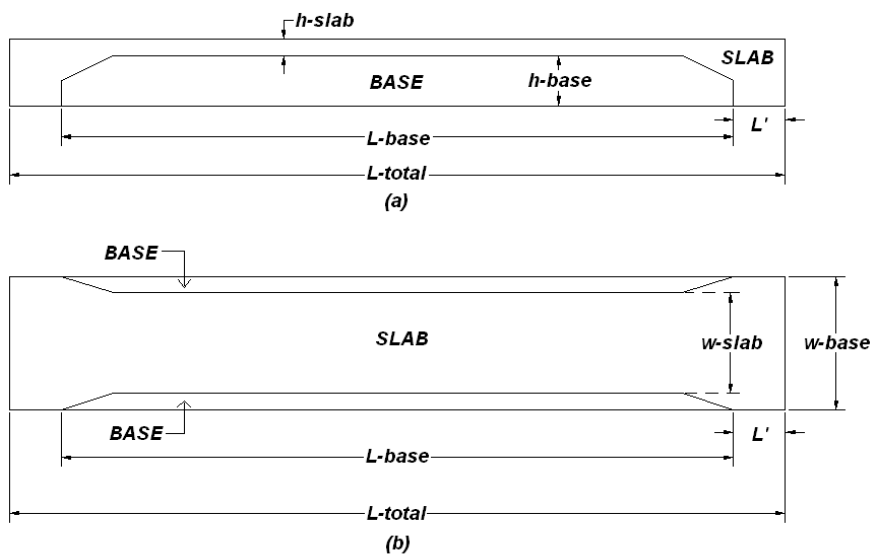 h-slab
SLAB
BASE
h-base
L'
L-base
L-total
(a)
BASE
SLAB
w-slab
w-base
BASE
L'
L-base
L-total
(b)